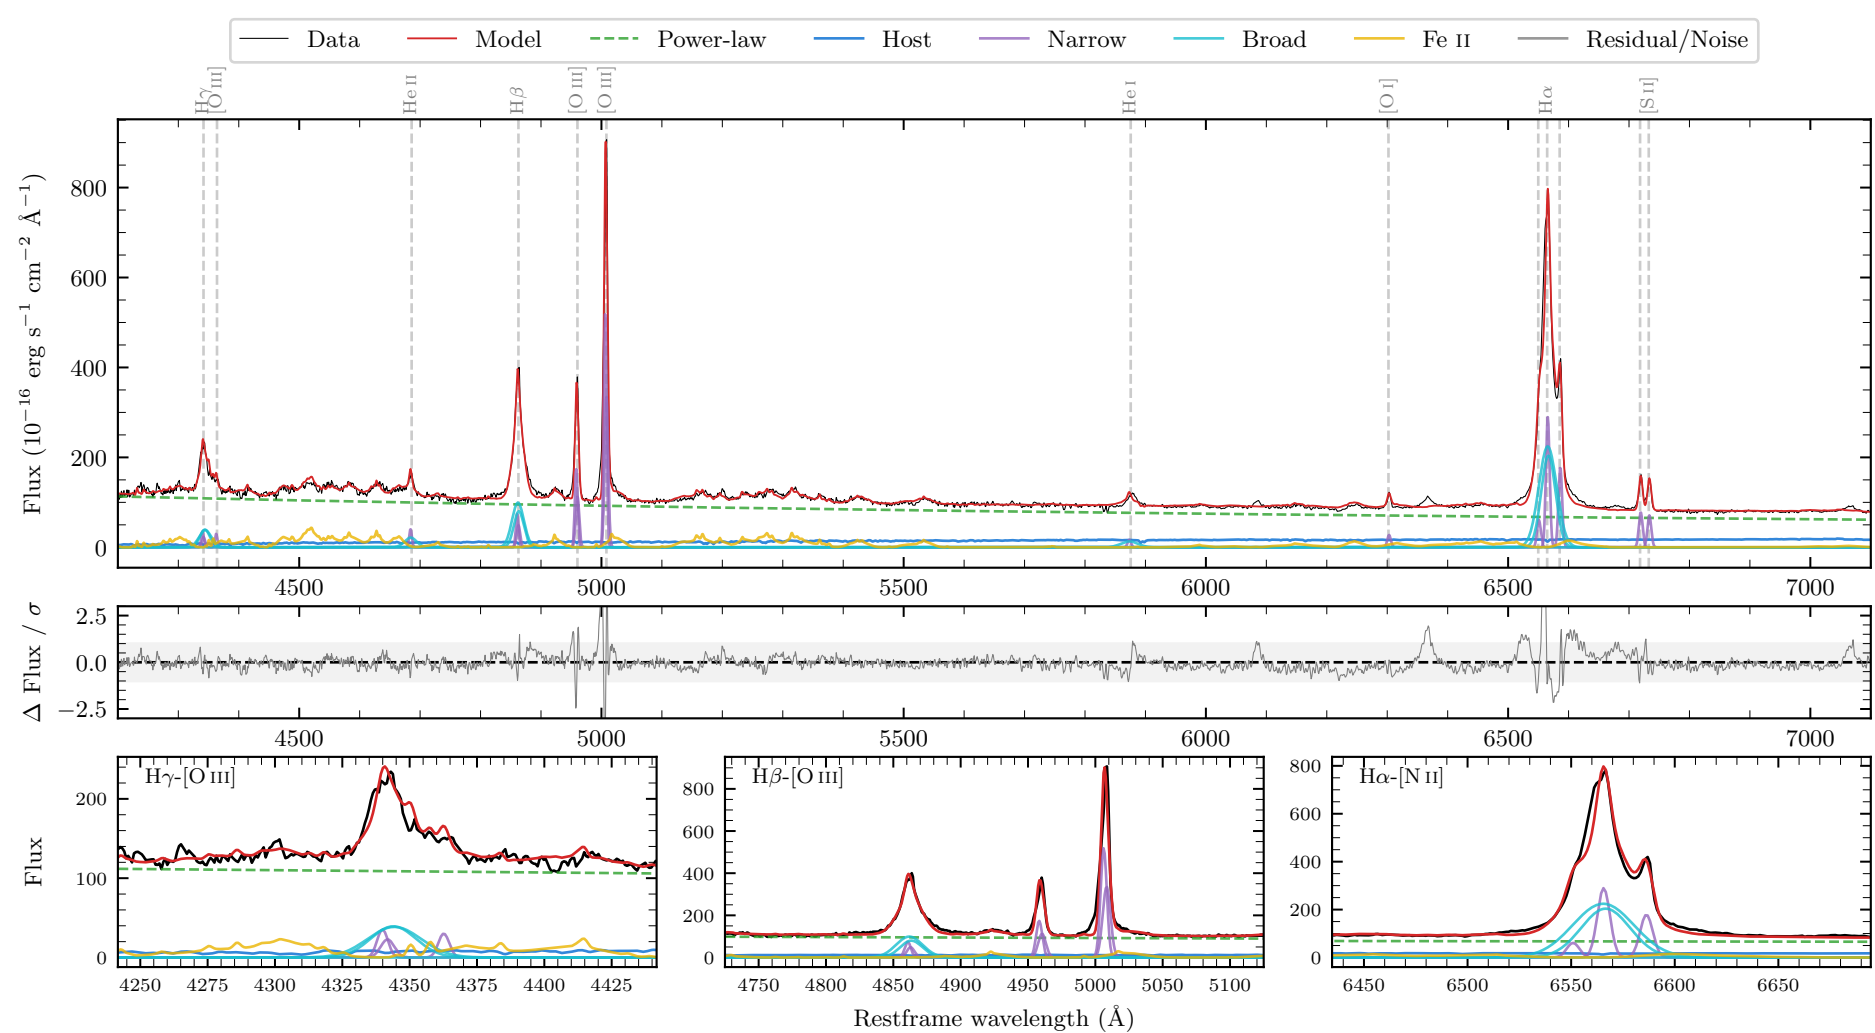 Data Model Power-law Host Narrow Broad Fe II Residual/Noise
Hγ [O III] He II Hβ [O III] [O III] He I [O I] Hα [S II]
Flux (10⁻¹⁶ erg s⁻¹ cm⁻² Å⁻¹)
800
600
400
200
0
4500 5000 5500 6000 6500 7000
Δ Flux / σ
2.5
0.0
−2.5
4500 5000 5500 6000 6500 7000
Flux
Hγ-[O III]
200
100
0
4250 4275 4300 4325 4350 4375 4400 4425
Hβ-[O III]
800
600
400
200
0
4750 4800 4850 4900 4950 5000 5050 5100
Hα-[N II]
800
600
400
200
0
6450 6500 6550 6600 6650
Restframe wavelength (Å)